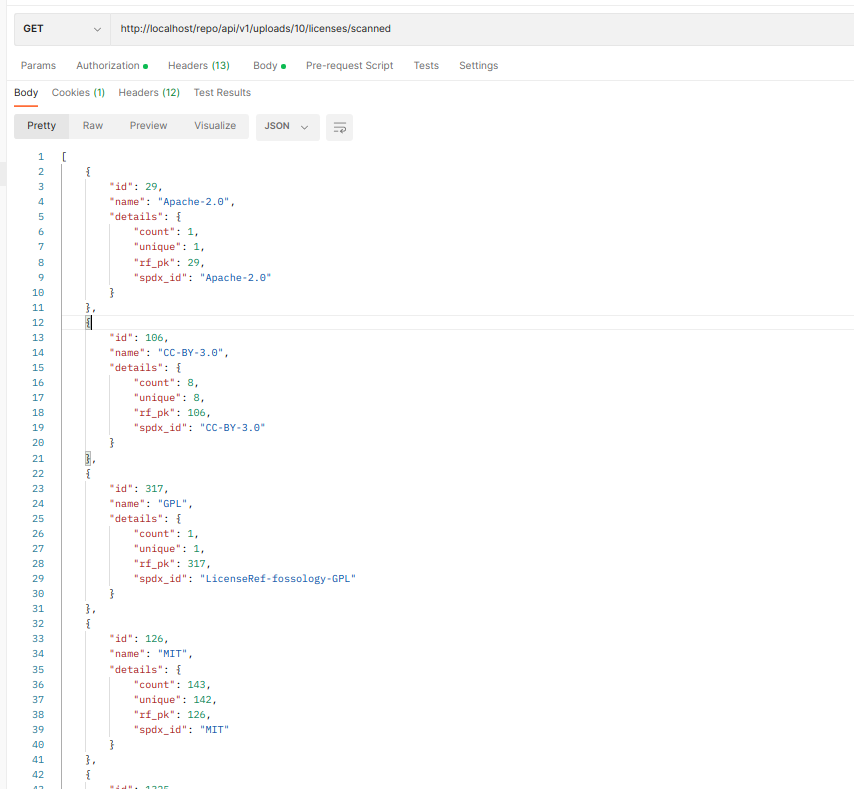 GET http://localhost/repo/api/v1/uploads/10/licenses/scanned
Params Authorization Headers (13) Body Pre-request Script Tests Settings
Body Cookies (1) Headers (12) Test Results
Pretty Raw Preview Visualize JSON
1 [
2 {
3 "id": 29,
4 "name": "Apache-2.0",
5 "details": {
6 "count": 1,
7 "unique": 1,
8 "rf_pk": 29,
9 "spdx_id": "Apache-2.0"
10 }
11 },
12 {
13 "id": 106,
14 "name": "CC-BY-3.0",
15 "details": {
16 "count": 8,
17 "unique": 8,
18 "rf_pk": 106,
19 "spdx_id": "CC-BY-3.0"
20 }
21 },
22 {
23 "id": 317,
24 "name": "GPL",
25 "details": {
26 "count": 1,
27 "unique": 1,
28 "rf_pk": 317,
29 "spdx_id": "LicenseRef-fossology-GPL"
30 }
31 },
32 {
33 "id": 126,
34 "name": "MIT",
35 "details": {
36 "count": 143,
37 "unique": 142,
38 "rf_pk": 126,
39 "spdx_id": "MIT"
40 }
41 },
42 {